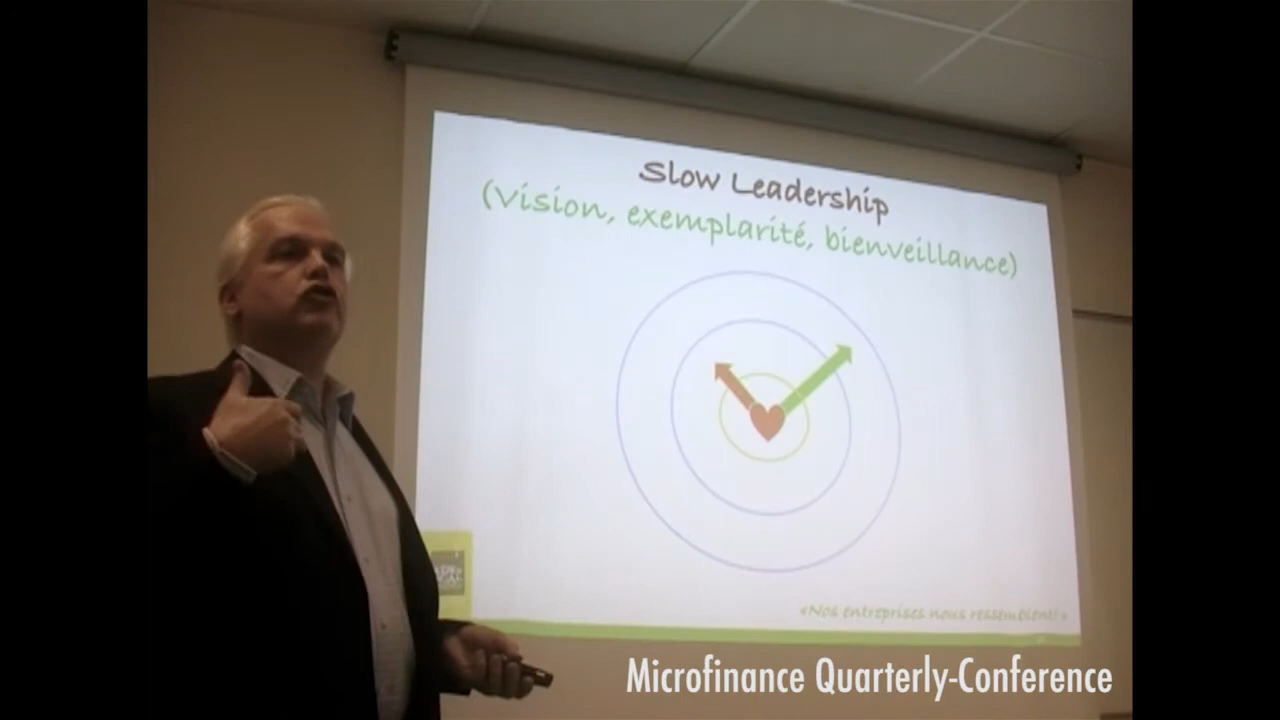 Slow Leadership
(Vision, exemplarité, bienveillance)
«Nos entreprises nous ressemblent! »
Microfinance Quarterly-Conference